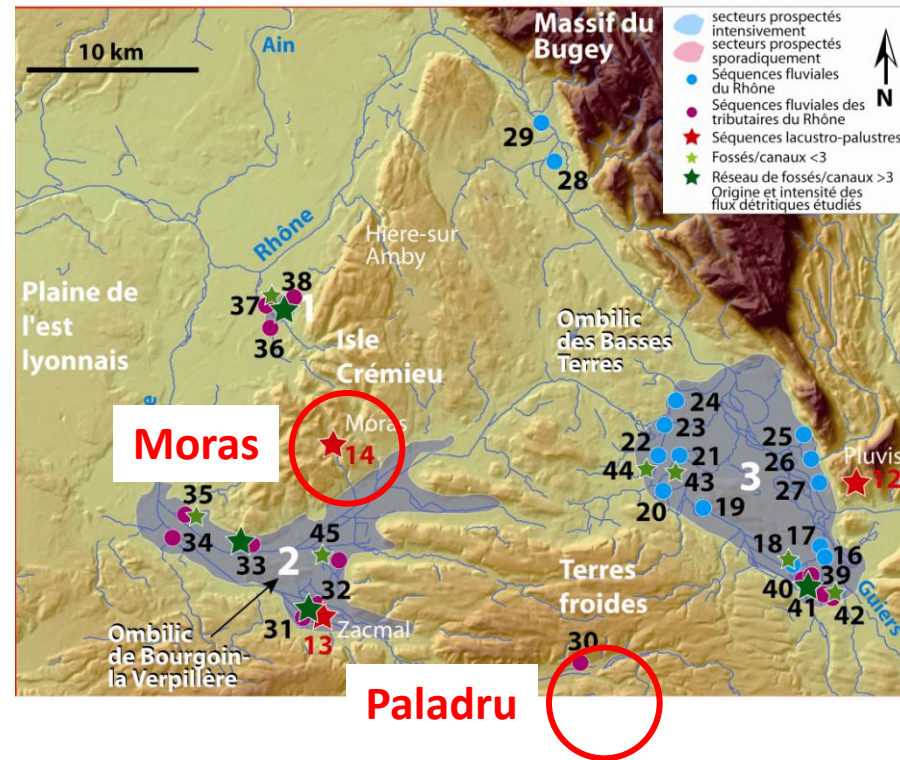 10 km
Ain
Massif du
Bugey
secteurs prospectés
intensivement
secteurs prospectés
sporadiquement
Séquences fluviales
du Rhône
Séquences fluviales des
tributaires du Rhône
Séquences lacustro-palustres
Fossés/canaux <3
Réseau de fossés/canaux >3
Origine et intensité des
flux détritiques étudiés
N
29
28
Rhône
Hière-sur
Amby
Plaine de
l'est
lyonnais
38
37
1
36
Isle
Crémieu
Ombilic
des Basses
Terres
e
Moras
Moras
14
24
23
22
21
44
43
20
19
3
25
26
27
Pluvis
12
35
34
33
2
45
32
31
13
Zacmal
Ombilic
de Bourgoin-
la Verpillère
Terres
froides
30
18
17
16
39
40
41
42
Guiers
Paladru